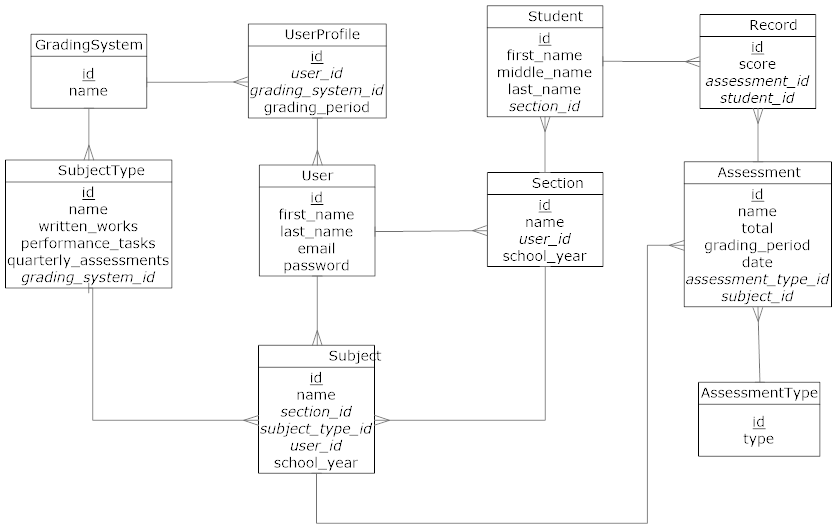 GradingSystem
id
name
UserProfile
id
user_id
grading_system_id
grading_period
Student
id
first_name
middle_name
last_name
section_id
Record
id
score
assessment_id
student_id
SubjectType
id
name
written_works
performance_tasks
quarterly_assessments
grading_system_id
User
id
first_name
last_name
email
password
Section
id
name
user_id
school_year
Assessment
id
name
total
grading_period
date
assessment_type_id
subject_id
Subject
id
name
section_id
subject_type_id
user_id
school_year
AssessmentType
id
type